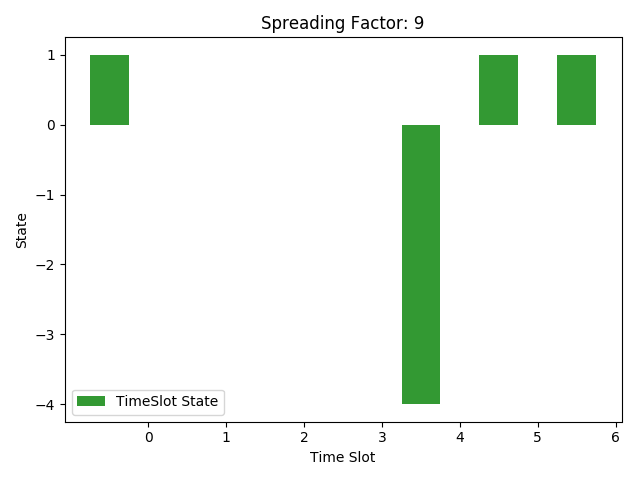 Spreading Factor: 9
1
0
−1
−2
−3
−4
State
TimeSlot State
0 1 2 3 4 5 6
Time Slot